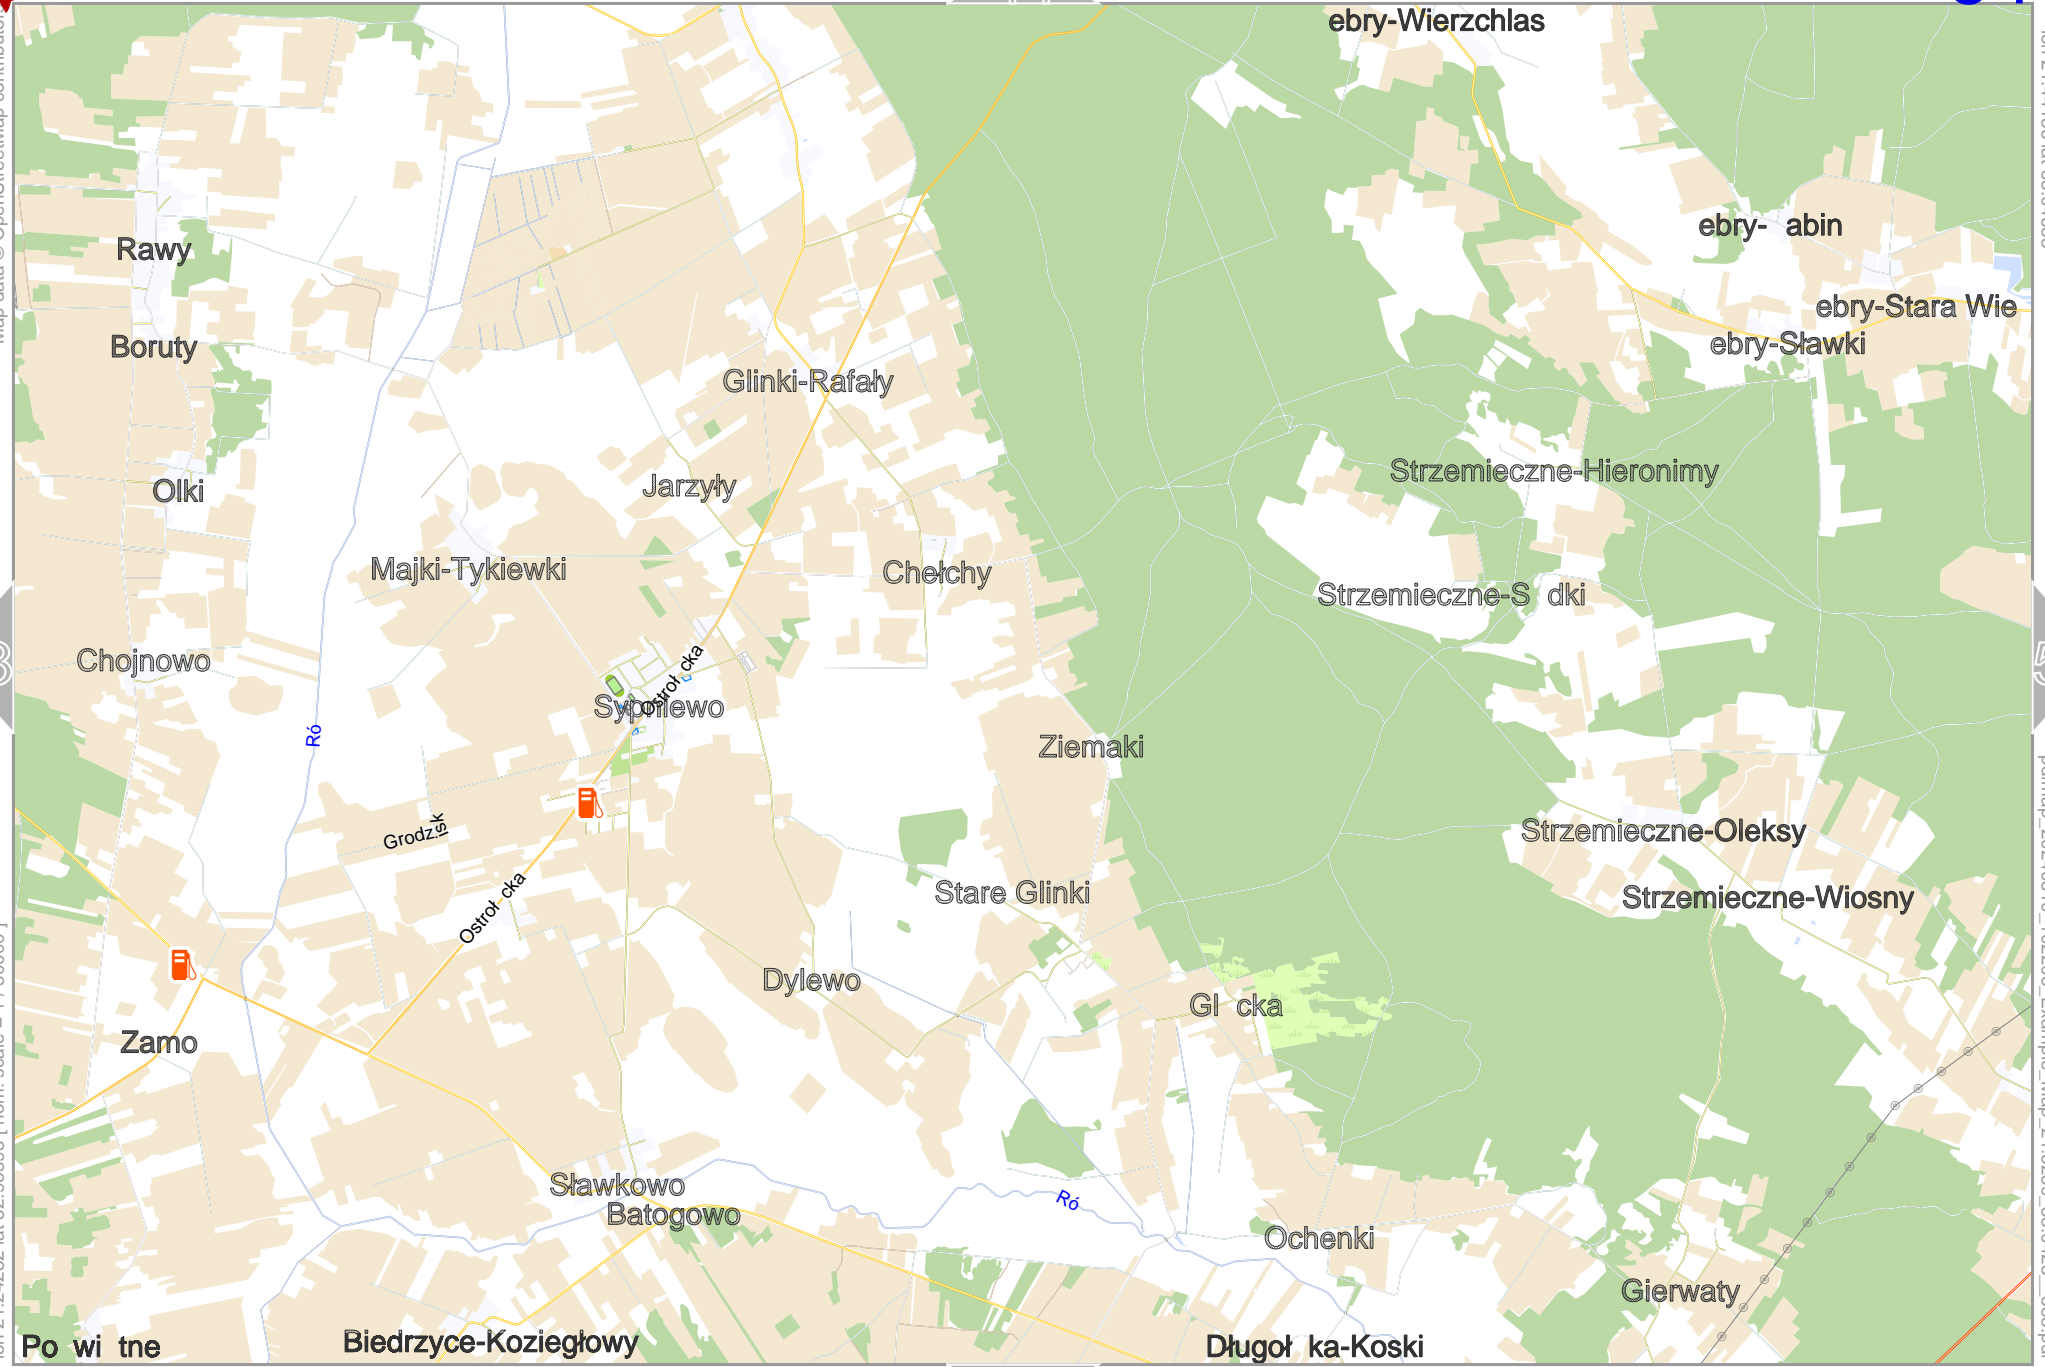 ebry-Wierzchlas
ebry- abin
Rawy
ebry-Stara Wie
Boruty
ebry-Sławki
Glinki-Rafały
Strzemieczne-Hieronimy
Jarzyły
Olki
Majki-Tykiewki
Chełchy
Strzemieczne-S dki
Chojnowo
Ostroł cka
Sypniewo
Ró
Ziemaki
Grodzisk
Strzemieczne-Oleksy
Stare Glinki
Strzemieczne-Wiosny
Ostroł cka
Dylewo
Gl cka
Zamo
Sławkowo
Ró
Batogowo
Ochenki
Gierwaty
Po wi tne
Biedrzyce-Koziegłowy
Długoł ka-Koski